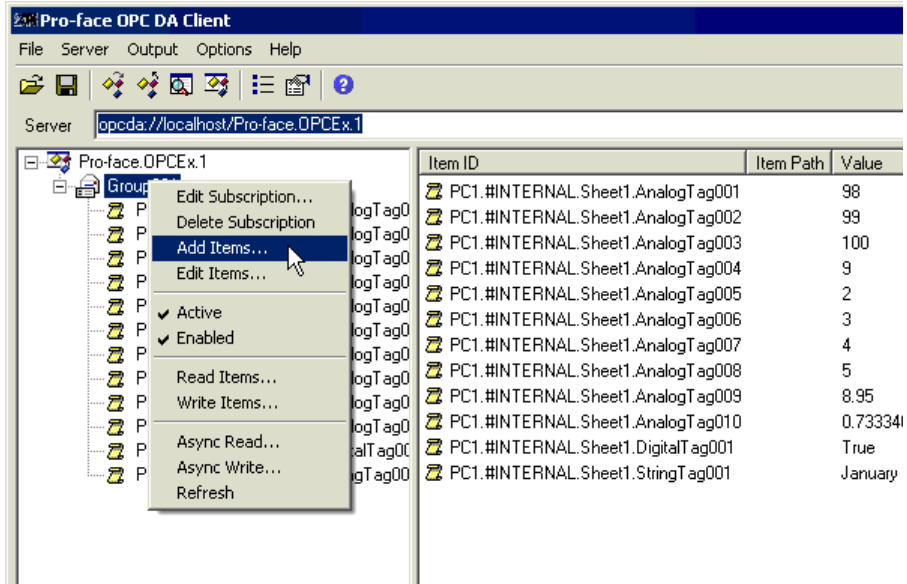 Pro-face OPC DA Client
File Server Output Options Help
Server opcda://localhost/Pro-face.OPCEx.1
Pro-face.OPCEx.1
Group
Edit Subscription...
Delete Subscription
Add Items...
Edit Items...
Active
Enabled
Read Items...
Write Items...
Async Read...
Async Write...
Refresh
Item ID Item Path Value
PC1.#INTERNAL.Sheet1.AnalogTag001 98
PC1.#INTERNAL.Sheet1.AnalogTag002 99
PC1.#INTERNAL.Sheet1.AnalogTag003 100
PC1.#INTERNAL.Sheet1.AnalogTag004 9
PC1.#INTERNAL.Sheet1.AnalogTag005 2
PC1.#INTERNAL.Sheet1.AnalogTag006 3
PC1.#INTERNAL.Sheet1.AnalogTag007 4
PC1.#INTERNAL.Sheet1.AnalogTag008 5
PC1.#INTERNAL.Sheet1.AnalogTag009 8.95
PC1.#INTERNAL.Sheet1.AnalogTag010 0.733340
PC1.#INTERNAL.Sheet1.DigitalTag001 True
PC1.#INTERNAL.Sheet1.StringTag001 January